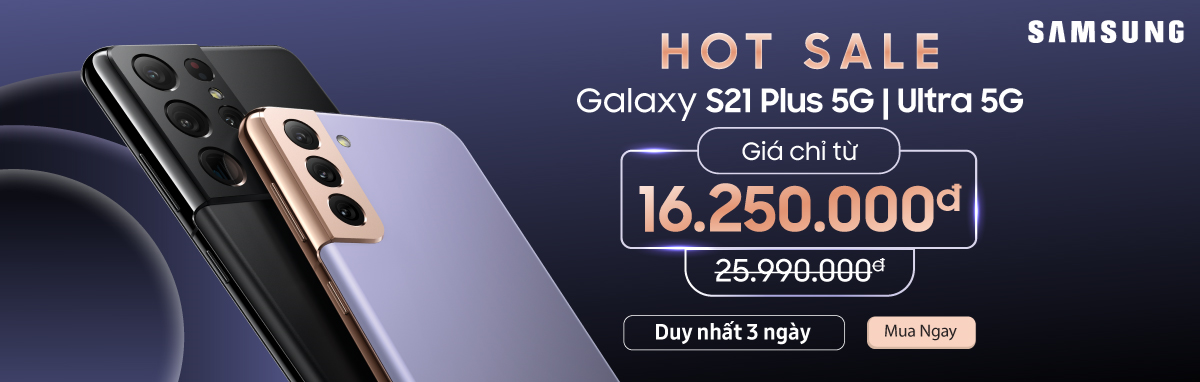 SAMSUNG
HOT SALE
Galaxy S21 Plus 5G | Ultra 5G
Giá chỉ từ
16.250.000đ
25.990.000đ
Duy nhất 3 ngày
Mua Ngay